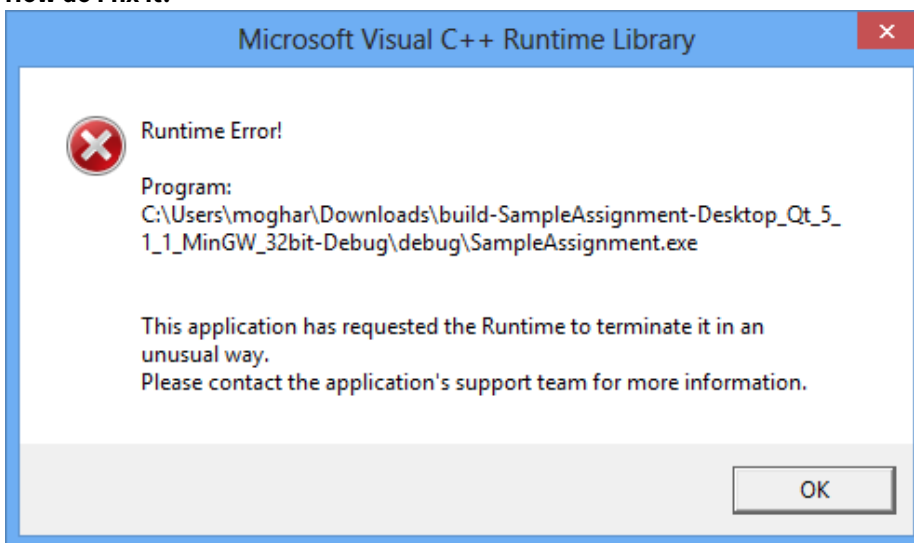 How do I fix it?
Microsoft Visual C++ Runtime Library
Runtime Error!
Program:
C:\Users\moghar\Downloads\build-SampleAssignment-Desktop_Qt_5_
1_1_MinGW_32bit-Debug\debug\SampleAssignment.exe
This application has requested the Runtime to terminate it in an
unusual way.
Please contact the application's support team for more information.
OK